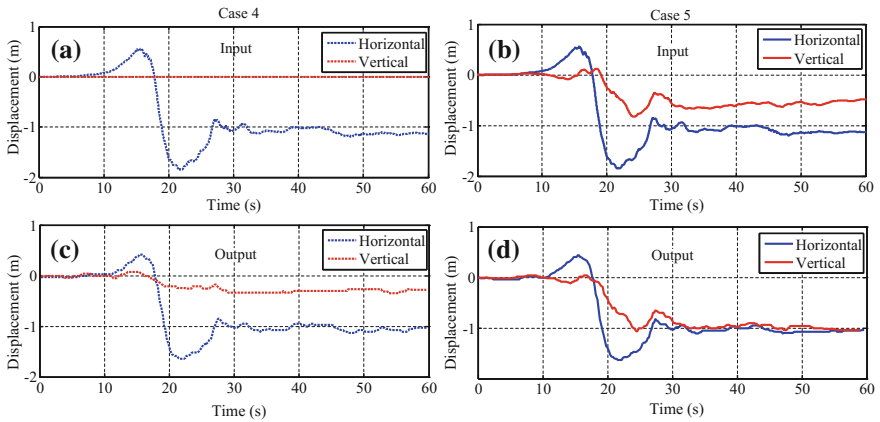 Case 4
(a)
Input
Horizontal
Vertical
Displacement (m)
1
0
-1
-2
0 10 20 30 40 50 60
Time (s)
Case 5
(b)
Input
Horizontal
Vertical
Displacement (m)
1
0
-1
-2
0 10 20 30 40 50 60
Time (s)
(c)
Output
Horizontal
Vertical
Displacement (m)
1
0
-1
-2
0 10 20 30 40 50 60
Time (s)
(d)
Output
Horizontal
Vertical
Displacement (m)
1
0
-1
-2
0 10 20 30 40 50 60
Time (s)